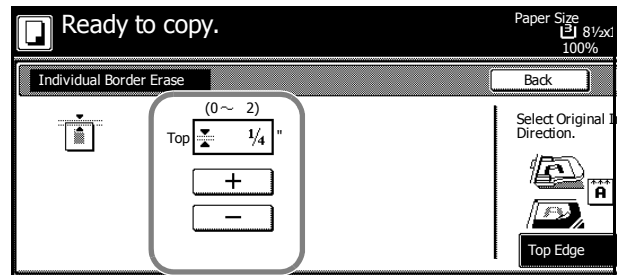 Ready to copy.
Paper Size
8½x1
100%
Individual Border Erase
Back
(0～ 2)
Top ¼ "
+
−
Select Original I
Direction.
A
Top Edge